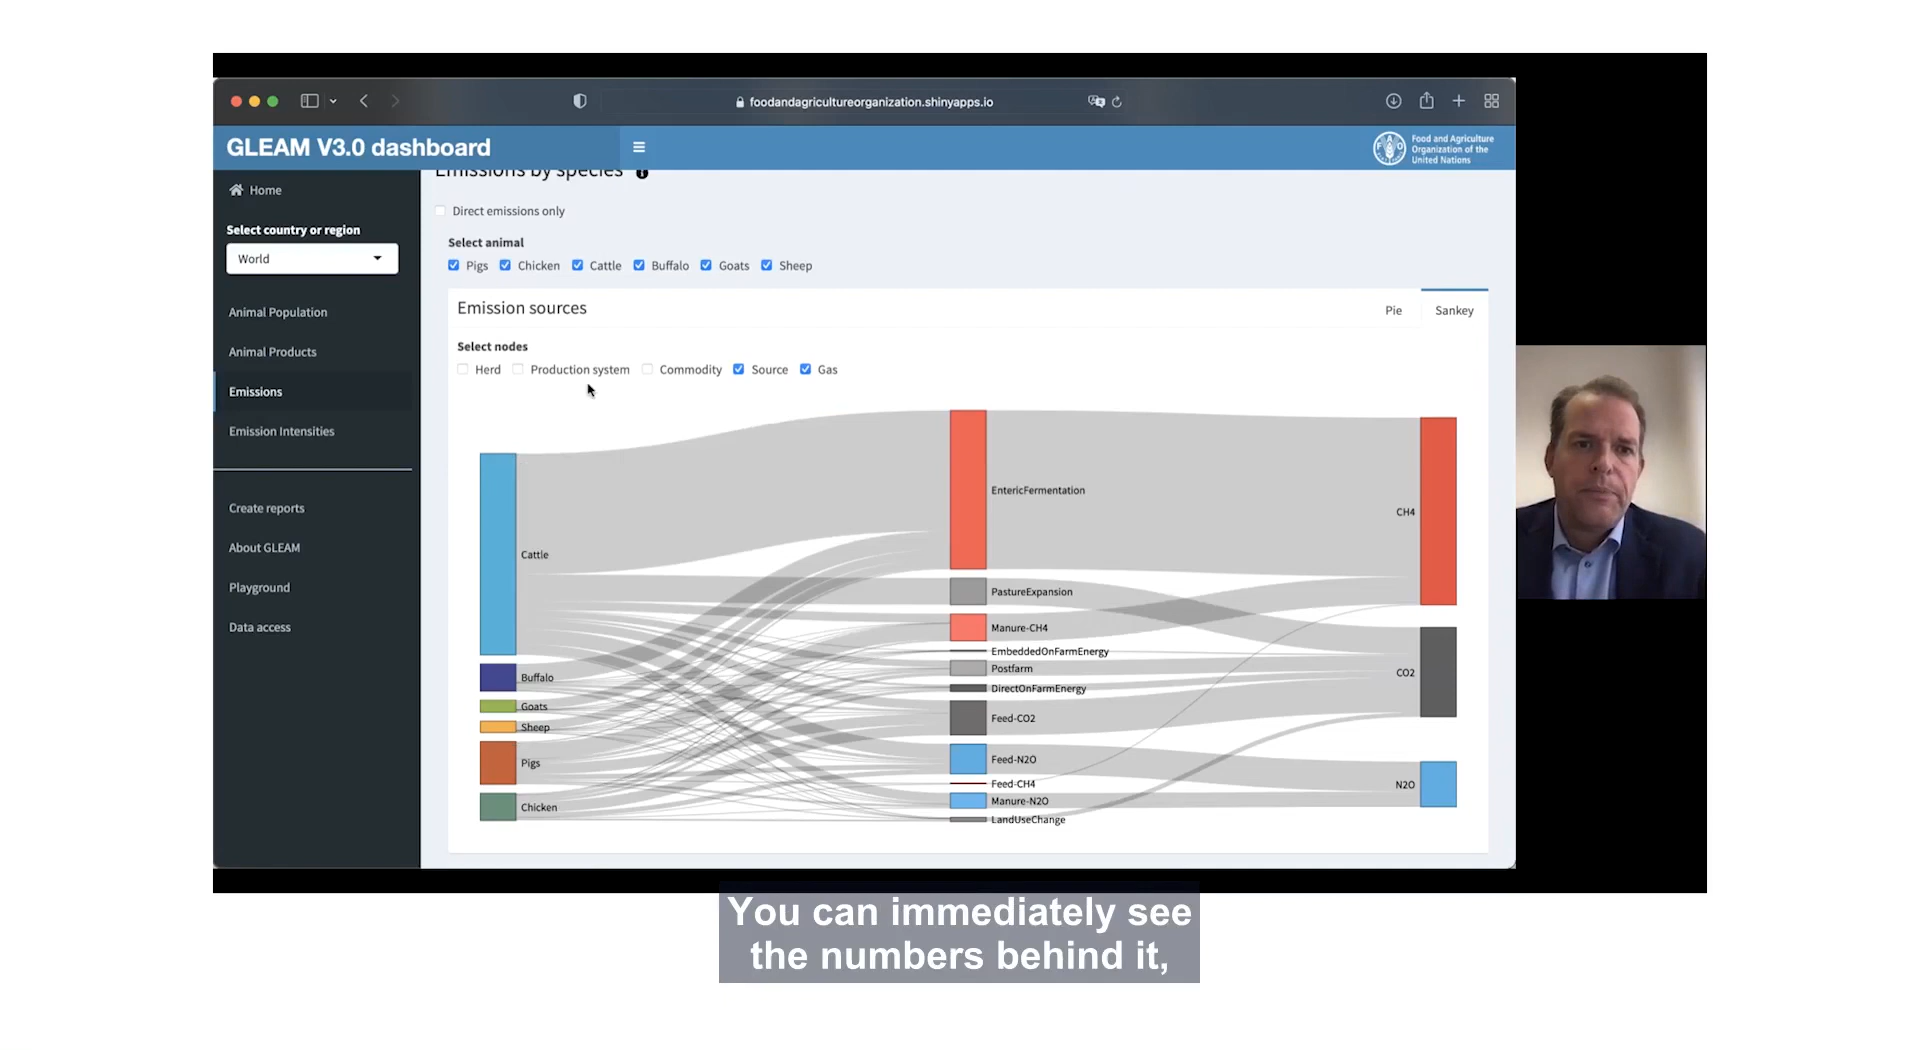 foodandagricultureorganization.shinyapps.io
GLEAM V3.0 dashboard
Food and Agriculture
Organization of the
United Nations
Home
Select country or region
World
Animal Population
Animal Products
Emissions
Emission Intensities
Create reports
About GLEAM
Playground
Data access
Emissions by species
Direct emissions only
Select animal
Pigs Chicken Cattle Buffalo Goats Sheep
Emission sources
Pie Sankey
Select nodes
Herd Production system Commodity Source Gas
Cattle
Buffalo
Goats
Sheep
Pigs
Chicken
EntericFermentation
PastureExpansion
Manure-CH4
EmbeddedOnFarmEnergy
Postfarm
DirectOnFarmEnergy
Feed-CO2
Feed-N2O
Feed-CH4
Manure-N2O
LandUseChange
CH4
CO2
N2O
You can immediately see
the numbers behind it,